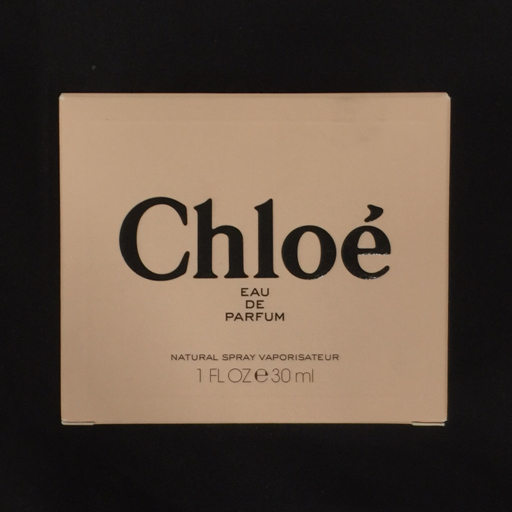 Chloé
EAU
DE
PARFUM
NATURAL SPRAY VAPORISATEUR
1 FL OZ ℮ 30 ml